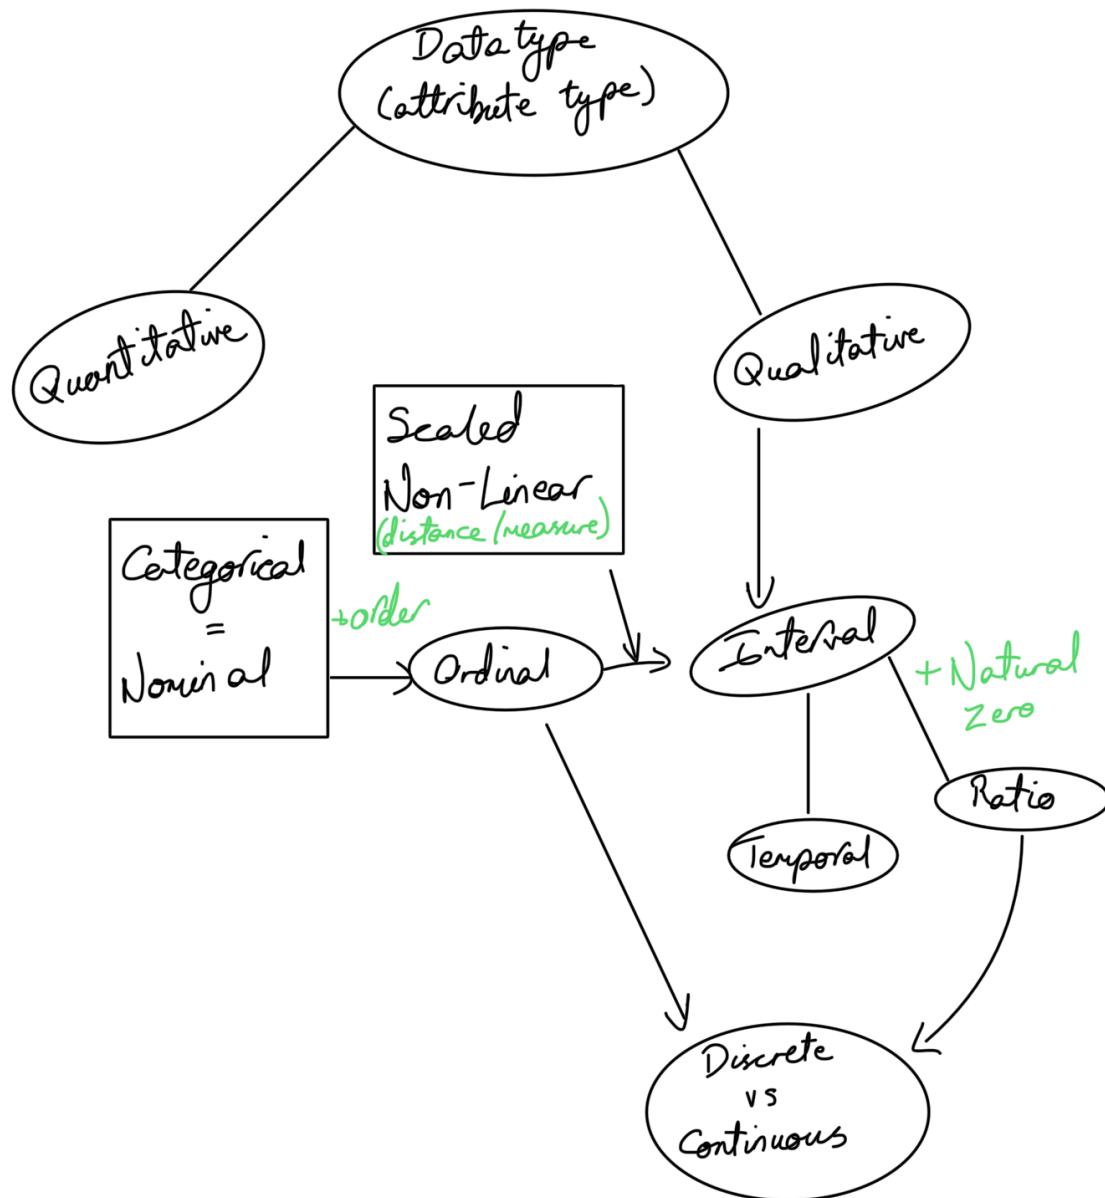 Datatype
(attribute type)
Quantitative
Qualitative
Scaled
Non-Linear
(distance/measure)
Categorical
=
Nominal
+order
Ordinal
Interval
+ Natural
Zero
Ratio
Temporal
Discrete
vs
Continuous